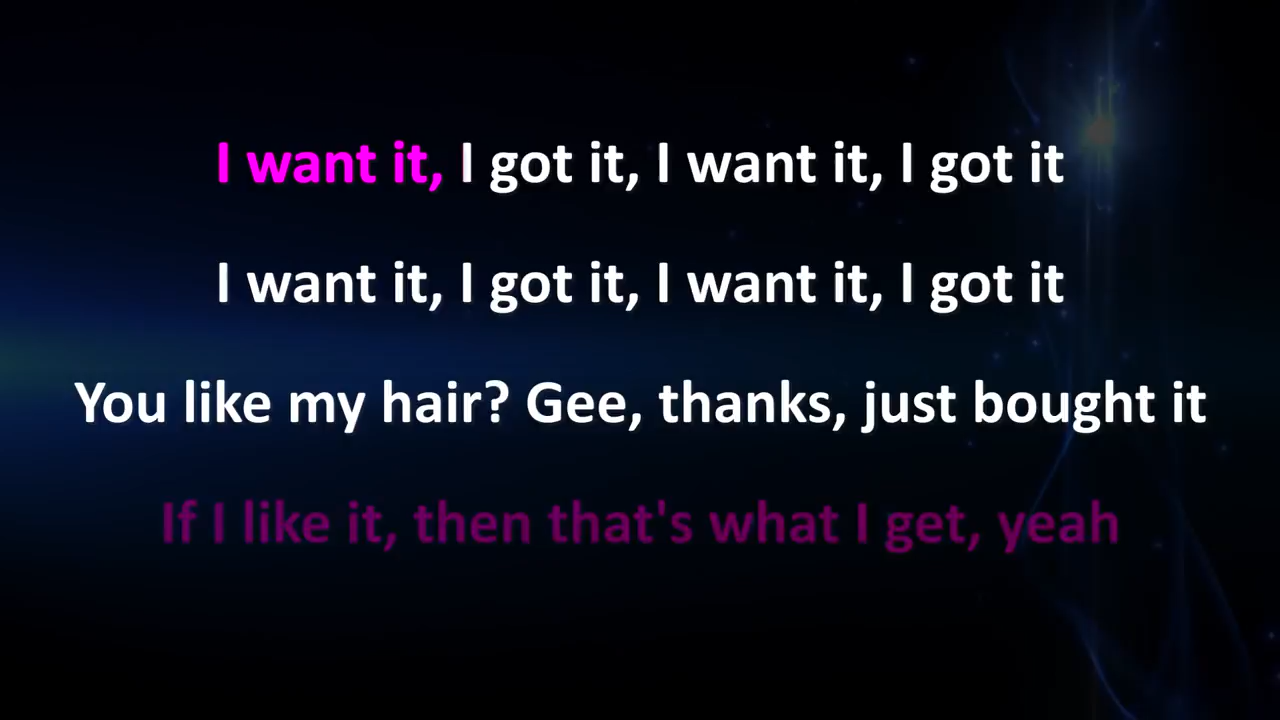 I want it, I got it, I want it, I got it
I want it, I got it, I want it, I got it
You like my hair? Gee, thanks, just bought it
If I like it, then that's what I get, yeah